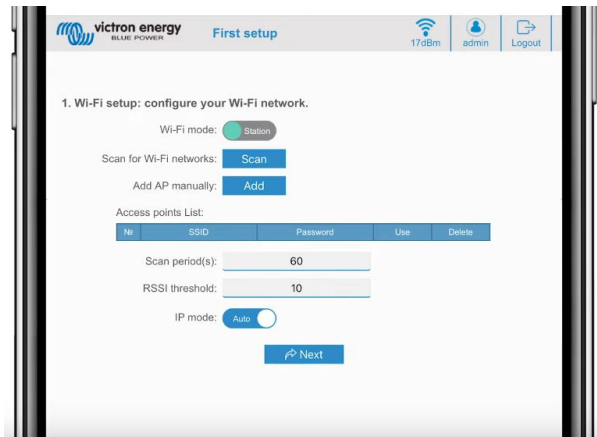 victron energy
BLUE POWER
First setup
17dBm
admin
Logout
1. Wi-Fi setup: configure your Wi-Fi network.
Wi-Fi mode: Station
Scan for Wi-Fi networks: Scan
Add AP manually: Add
Access points List:
№ SSID Password Use Delete
Scan period(s): 60
RSSI threshold: 10
IP mode: Auto
Next